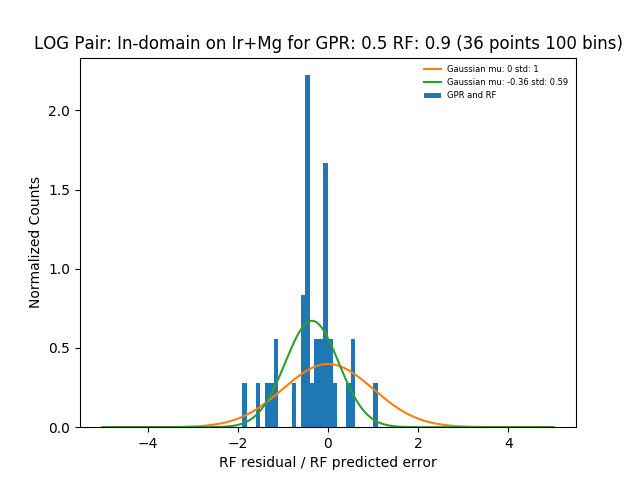 LOG Pair: In-domain on Ir+Mg for GPR: 0.5 RF: 0.9 (36 points 100 bins)
Gaussian mu: 0 std: 1
Gaussian mu: -0.36 std: 0.59
GPR and RF
Normalized Counts
2.0
1.5
1.0
0.5
0.0
−4 −2 0 2 4
RF residual / RF predicted error